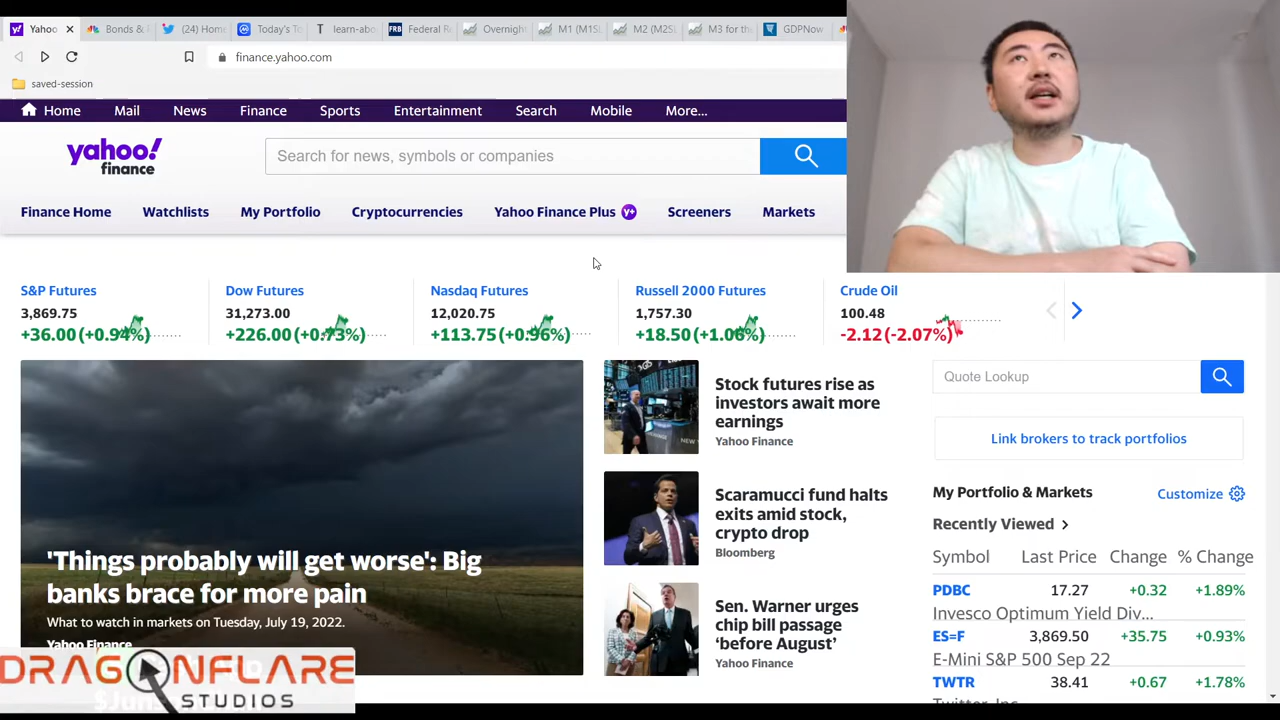 Yahoo
Bonds &
(24) Hom
Today's To
learn-abo
Federal R
Overnight
M1 (M1SL
M2 (M2SL
M3 for th
GDPNow
finance.yahoo.com
saved-session
Home Mail News Finance Sports Entertainment Search Mobile More...
yahoo!
finance
Search for news, symbols or companies
Finance Home Watchlists My Portfolio Cryptocurrencies Yahoo Finance Plus y+ Screeners Markets
S&P Futures
3,869.75
+36.00 (+0.94%)
Dow Futures
31,273.00
+226.00 (+0.73%)
Nasdaq Futures
12,020.75
+113.75 (+0.96%)
Russell 2000 Futures
1,757.30
+18.50 (+1.06%)
Crude Oil
100.48
-2.12 (-2.07%)
'Things probably will get worse': Big
banks brace for more pain
What to watch in markets on Tuesday, July 19, 2022.
Yahoo Finance
Stock futures rise as
investors await more
earnings
Yahoo Finance
Scaramucci fund halts
exits amid stock,
crypto drop
Bloomberg
Sen. Warner urges
chip bill passage
'before August'
Yahoo Finance
Quote Lookup
Link brokers to track portfolios
My Portfolio & Markets Customize
Recently Viewed
Symbol Last Price Change % Change
PDBC 17.27 +0.32 +1.89%
Invesco Optimum Yield Div...
ES=F 3,869.50 +35.75 +0.93%
E-Mini S&P 500 Sep 22
TWTR 38.41 +0.67 +1.78%
Twitter, Inc.
DRAGONFLARE
STUDIOS